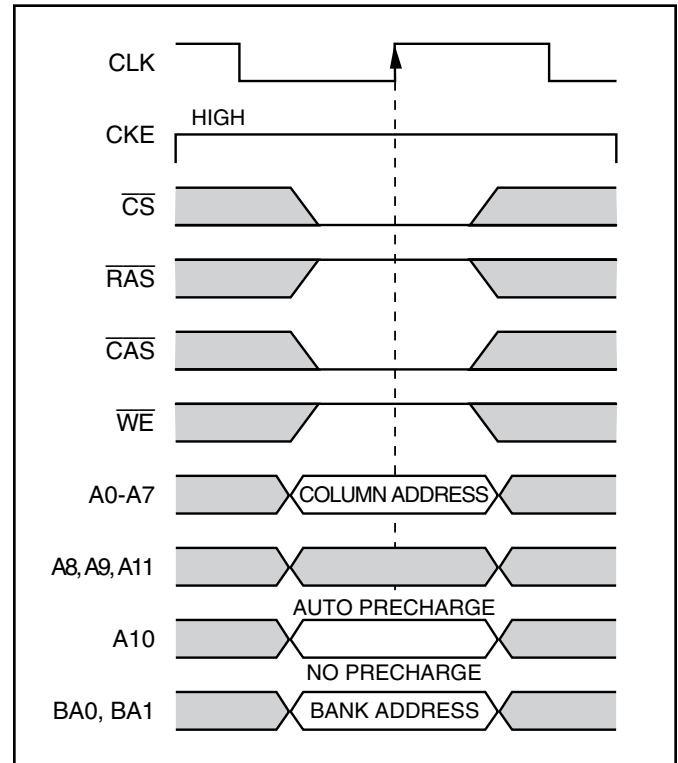 CLK
HIGH
CKE
CS
RAS
CAS
WE
A0-A7 COLUMN ADDRESS
A8, A9, A11
AUTO PRECHARGE
A10
NO PRECHARGE
BA0, BA1 BANK ADDRESS